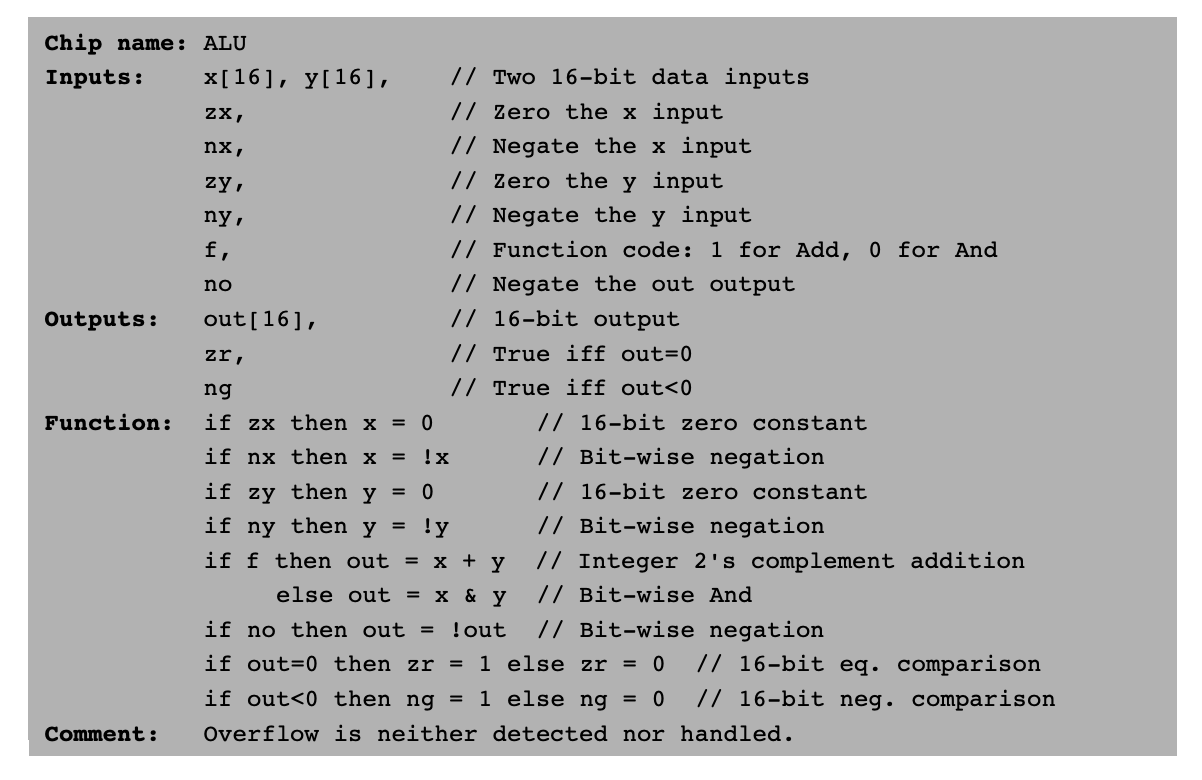 Chip name: ALU
Inputs: x[16], y[16], // Two 16-bit data inputs
zx, // Zero the x input
nx, // Negate the x input
zy, // Zero the y input
ny, // Negate the y input
f, // Function code: 1 for Add, 0 for And
no // Negate the out output
Outputs: out[16], // 16-bit output
zr, // True iff out=0
ng // True iff out<0
Function: if zx then x = 0 // 16-bit zero constant
if nx then x = !x // Bit-wise negation
if zy then y = 0 // 16-bit zero constant
if ny then y = !y // Bit-wise negation
if f then out = x + y // Integer 2's complement addition
else out = x & y // Bit-wise And
if no then out = !out // Bit-wise negation
if out=0 then zr = 1 else zr = 0 // 16-bit eq. comparison
if out<0 then ng = 1 else ng = 0 // 16-bit neg. comparison
Comment: Overflow is neither detected nor handled.